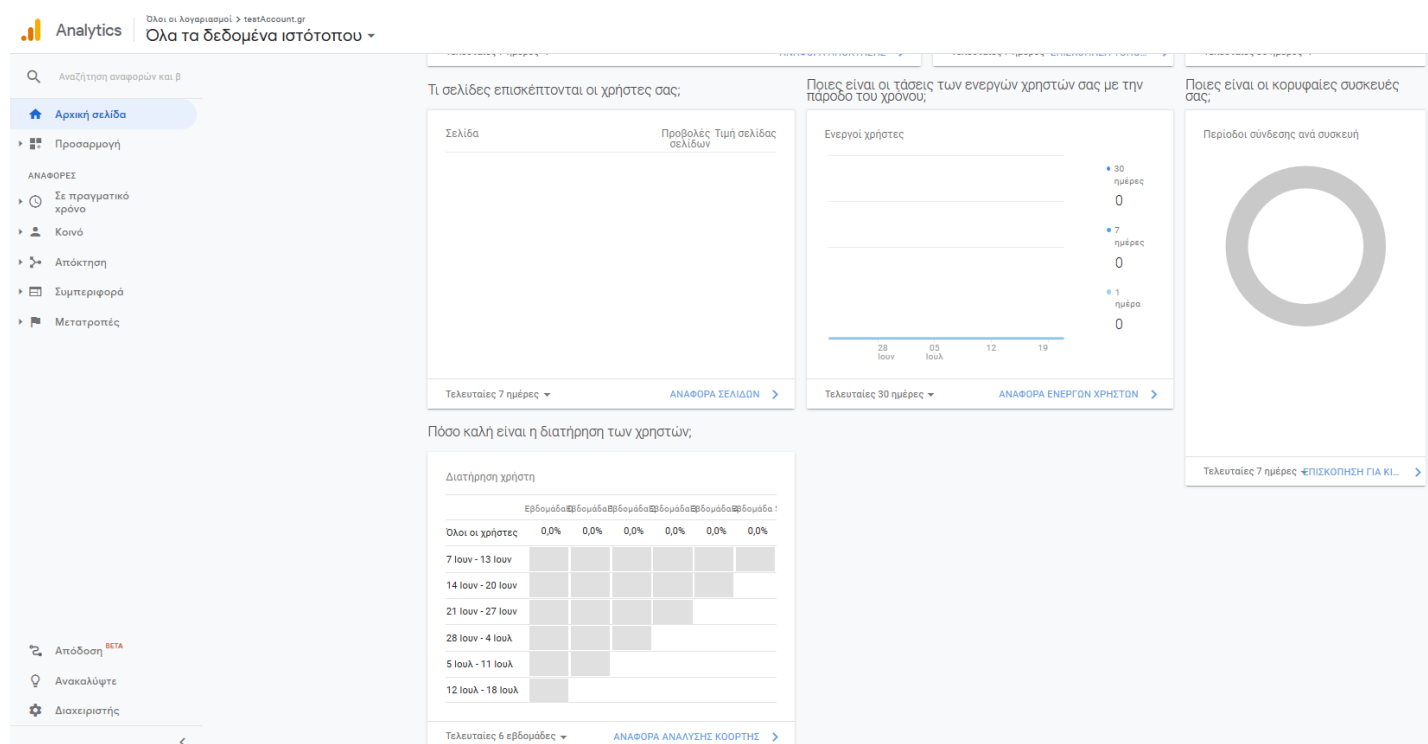 Analytics
Όλοι οι λογαριασμοί > testAccount.gr
Όλα τα δεδομένα ιστότοπου
Αναζήτηση αναφορών και β
Αρχική σελίδα
Προσαρμογή
ΑΝΑΦΟΡΕΣ
Σε πραγματικό
χρόνο
Κοινό
Απόκτηση
Συμπεριφορά
Μετατροπές
Απόδοση BETA
Ανακαλύψτε
Διαχειριστής
Τι σελίδες επισκέπτονται οι χρήστες σας;
Σελίδα
Προβολές Τιμή σελίδας
σελίδων
Τελευταίες 7 ημέρες
ΑΝΑΦΟΡΑ ΣΕΛΙΔΩΝ
Ποιες είναι οι τάσεις των ενεργών χρηστών σας με την
πάροδο του χρόνου;
Ενεργοί χρήστες
30
ημέρες
0
7
ημέρες
0
1
ημέρα
0
28 05 12 19
Ιουν Ιουλ
Τελευταίες 30 ημέρες
ΑΝΑΦΟΡΑ ΕΝΕΡΓΩΝ ΧΡΗΣΤΩΝ
Ποιες είναι οι κορυφαίες συσκευές
σας;
Περίοδοι σύνδεσης ανά συσκευή
Τελευταίες 7 ημέρες
ΕΠΙΣΚΟΠΗΣΗ ΓΙΑ ΚΙ...
Πόσο καλή είναι η διατήρηση των χρηστών;
Διατήρηση χρήστη
Όλοι οι χρήστες 0,0% 0,0% 0,0% 0,0% 0,0% 0,0%
7 Ιουν - 13 Ιουν
14 Ιουν - 20 Ιουν
21 Ιουν - 27 Ιουν
28 Ιουν - 4 Ιουλ
5 Ιουλ - 11 Ιουλ
12 Ιουλ - 18 Ιουλ
Τελευταίες 6 εβδομάδες
ΑΝΑΦΟΡΑ ΑΝΑΛΥΣΗΣ ΚΟΟΡΤΗΣ